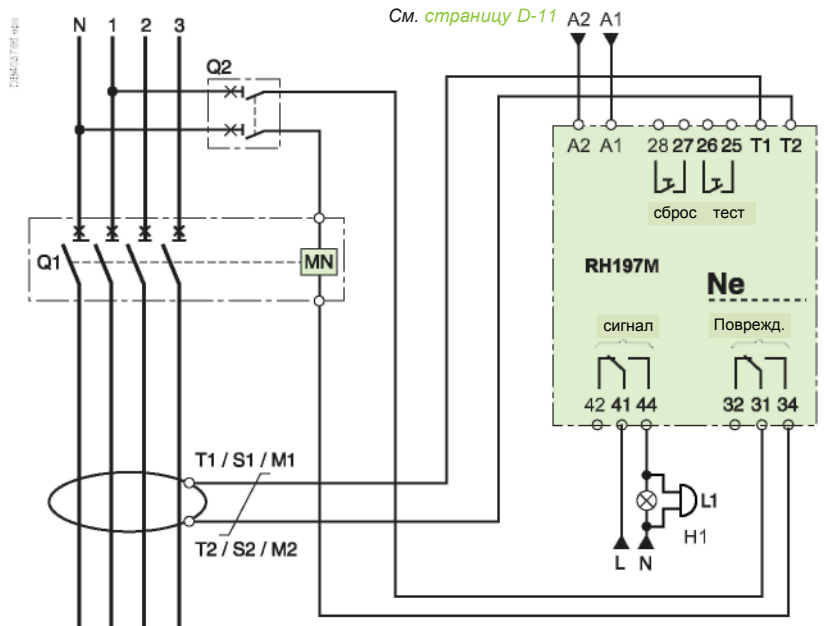 См. страницу D-11
A2 A1
N 1 2 3
Q2
DB403786.eps
A2 A1 28 27 26 25 T1 T2
сброс тест
Q1
MN
RH197M
Ne
сигнал
Поврежд.
42 41 44
32 31 34
T1 / S1 / M1
T2 / S2 / M2
L1
H1
L N